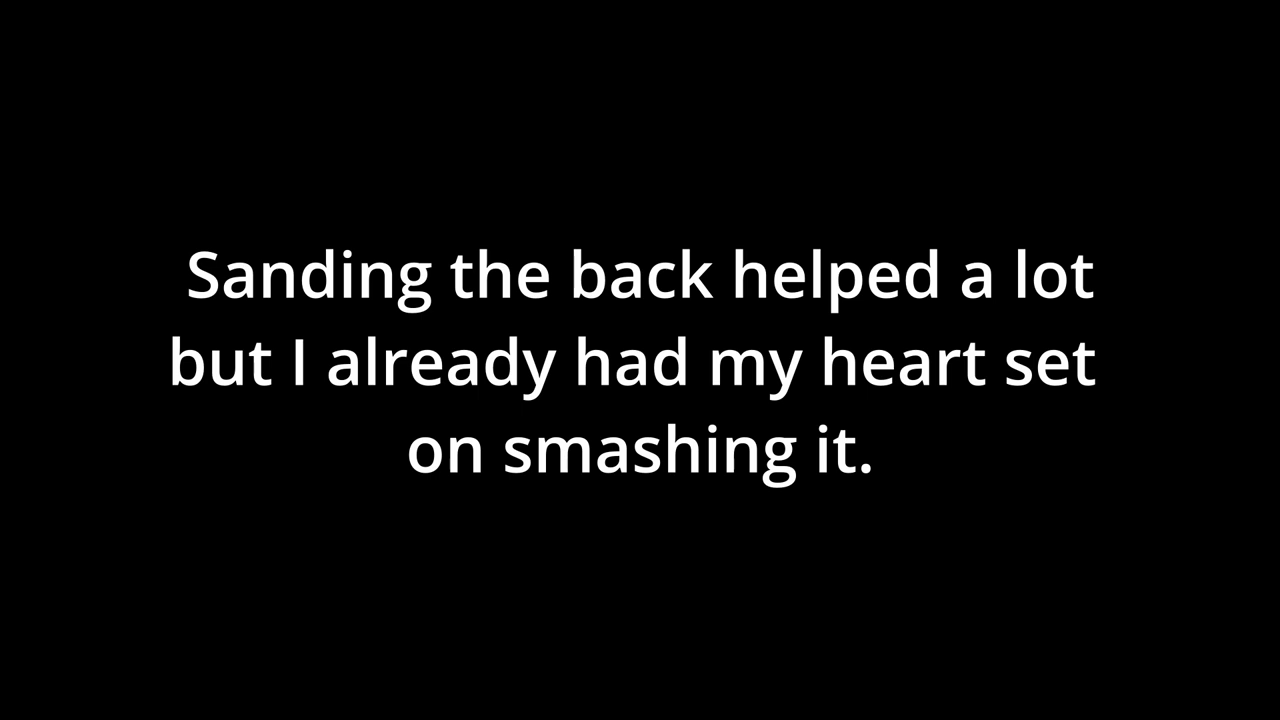 Sanding the back helped a lot
but I already had my heart set
on smashing it.